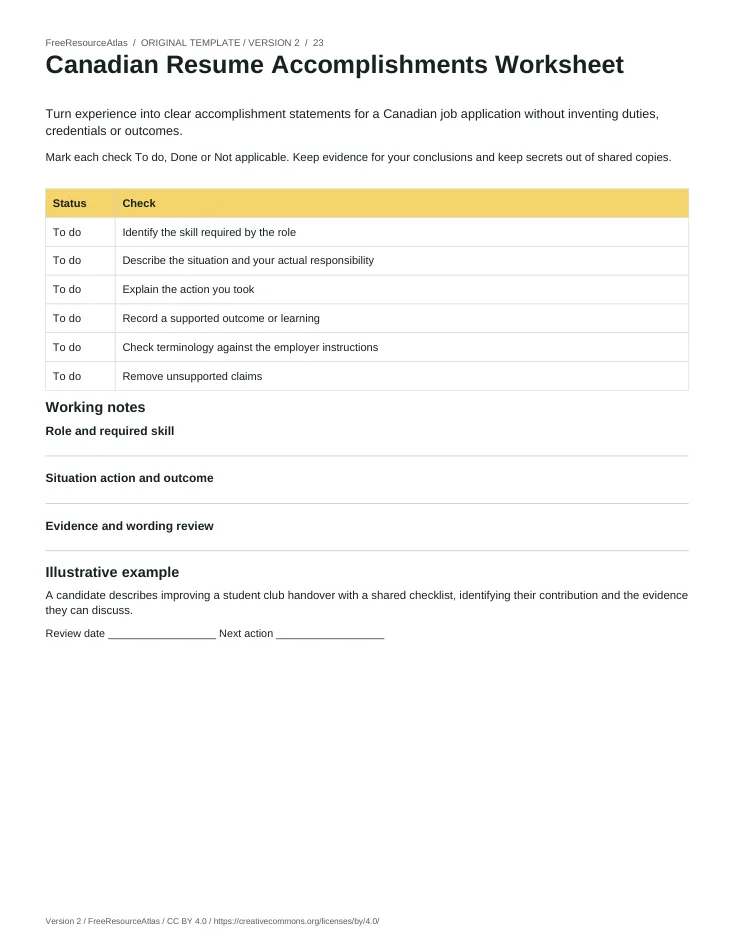 FreeResourceAtlas / ORIGINAL TEMPLATE / VERSION 2 / 23
Canadian Resume Accomplishments Worksheet
Turn experience into clear accomplishment statements for a Canadian job application without inventing duties,
credentials or outcomes.
Mark each check To do, Done or Not applicable. Keep evidence for your conclusions and keep secrets out of shared copies.
Status Check
To do Identify the skill required by the role
To do Describe the situation and your actual responsibility
To do Explain the action you took
To do Record a supported outcome or learning
To do Check terminology against the employer instructions
To do Remove unsupported claims
Working notes
Role and required skill
Situation action and outcome
Evidence and wording review
Illustrative example
A candidate describes improving a student club handover with a shared checklist, identifying their contribution and the evidence
they can discuss.
Review date __________________ Next action __________________
Version 2 / FreeResourceAtlas / CC BY 4.0 / https://creativecommons.org/licenses/by/4.0/